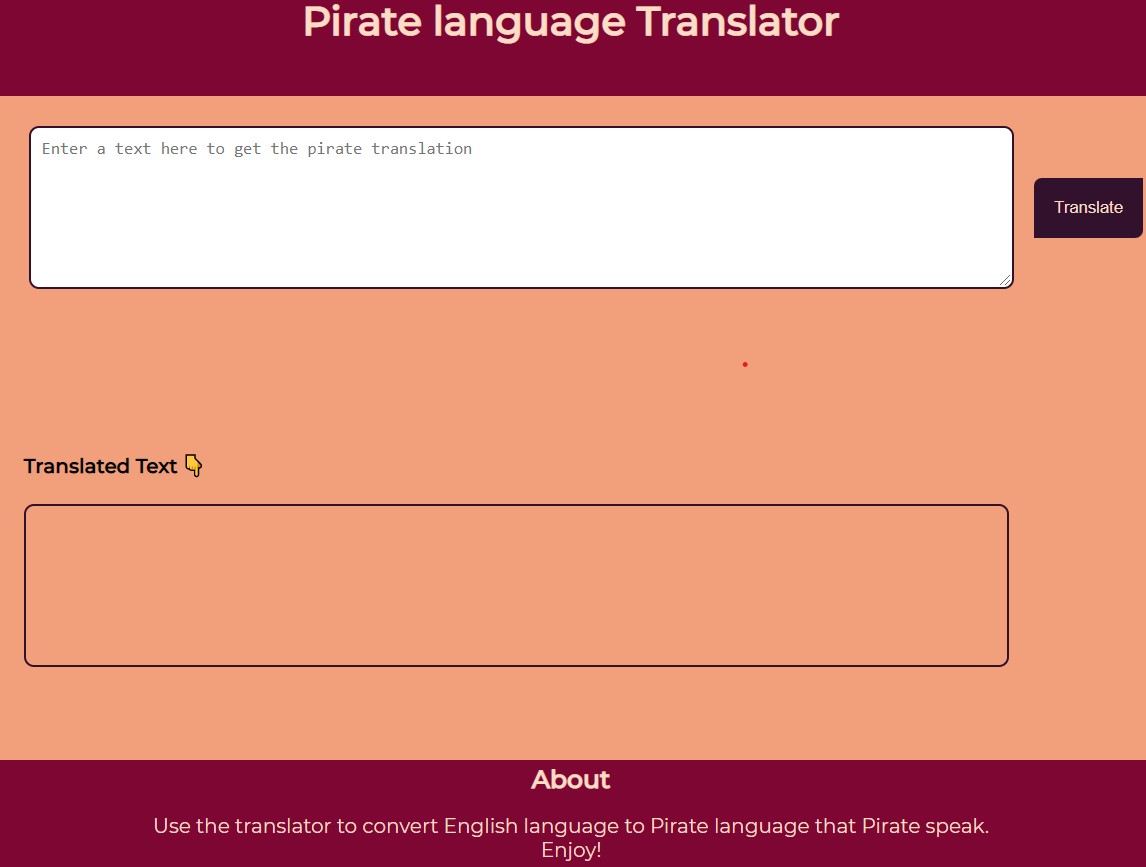 Pirate language Translator
Enter a text here to get the pirate translation
Translate
Translated Text 👇
About
Use the translator to convert English language to Pirate language that Pirate speak.
Enjoy!